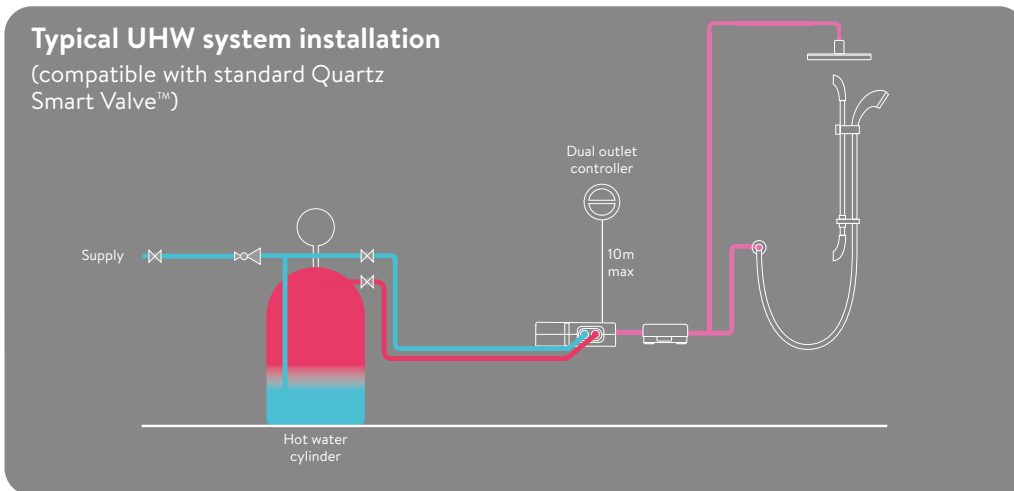 Typical UHW system installation
(compatible with standard Quartz
Smart Valve™)
Dual outlet
controller
Supply
10m
max
Hot water
cylinder